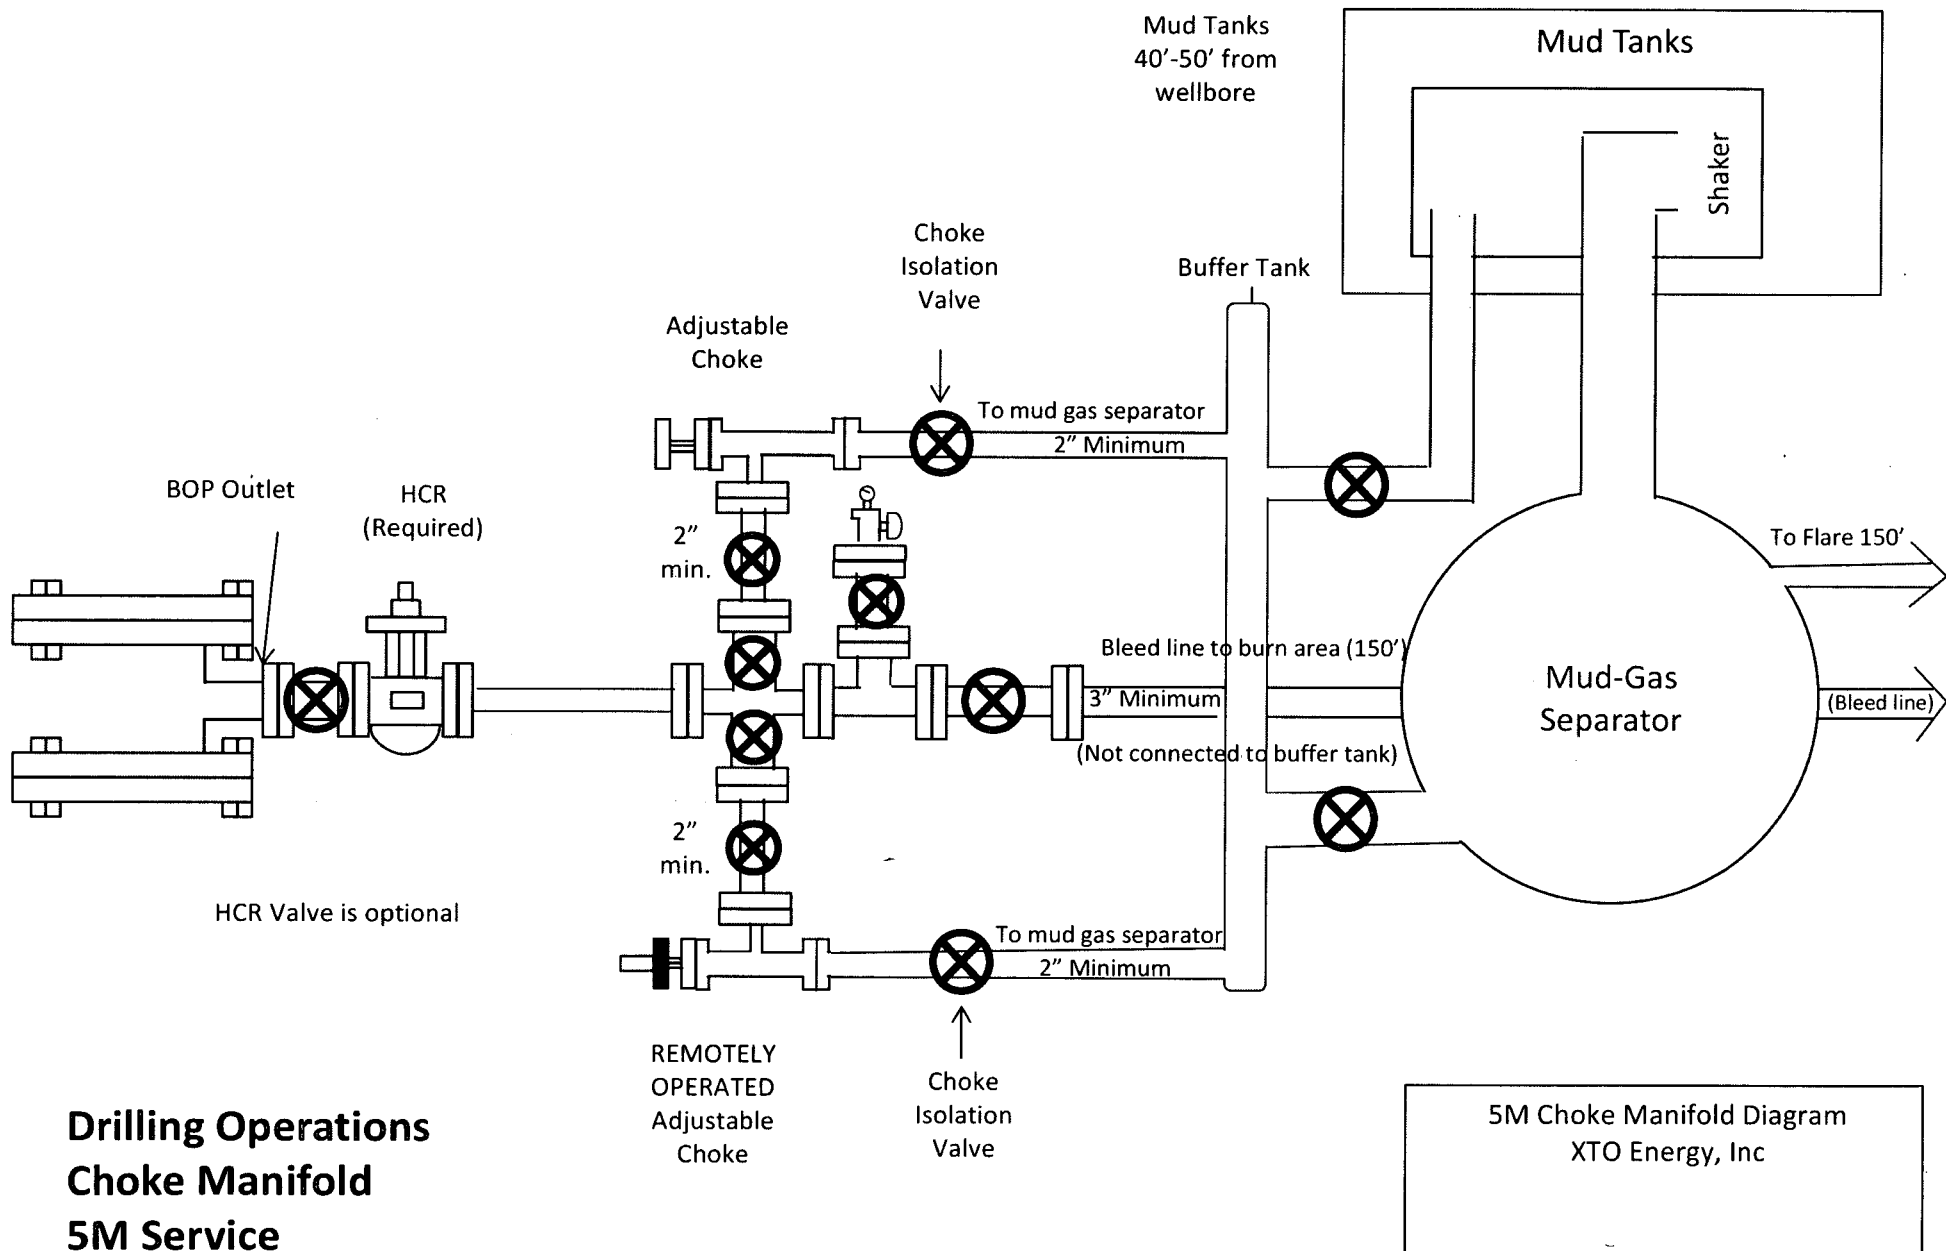 Mud Tanks
40'-50' from
wellbore
Mud Tanks
Shaker
Choke
Isolation
Valve
Buffer Tank
Adjustable
Choke
To mud gas separator
2" Minimum
BOP Outlet
HCR
(Required)
2"
min.
To Flare 150'
Bleed line to burn area (150')
3" Minimum
(Not connected to buffer tank)
Mud-Gas
Separator
(Bleed line)
2"
min.
HCR Valve is optional
To mud gas separator
2" Minimum
REMOTELY
OPERATED
Adjustable
Choke
Choke
Isolation
Valve
Drilling Operations
Choke Manifold
5M Service
5M Choke Manifold Diagram
XTO Energy, Inc